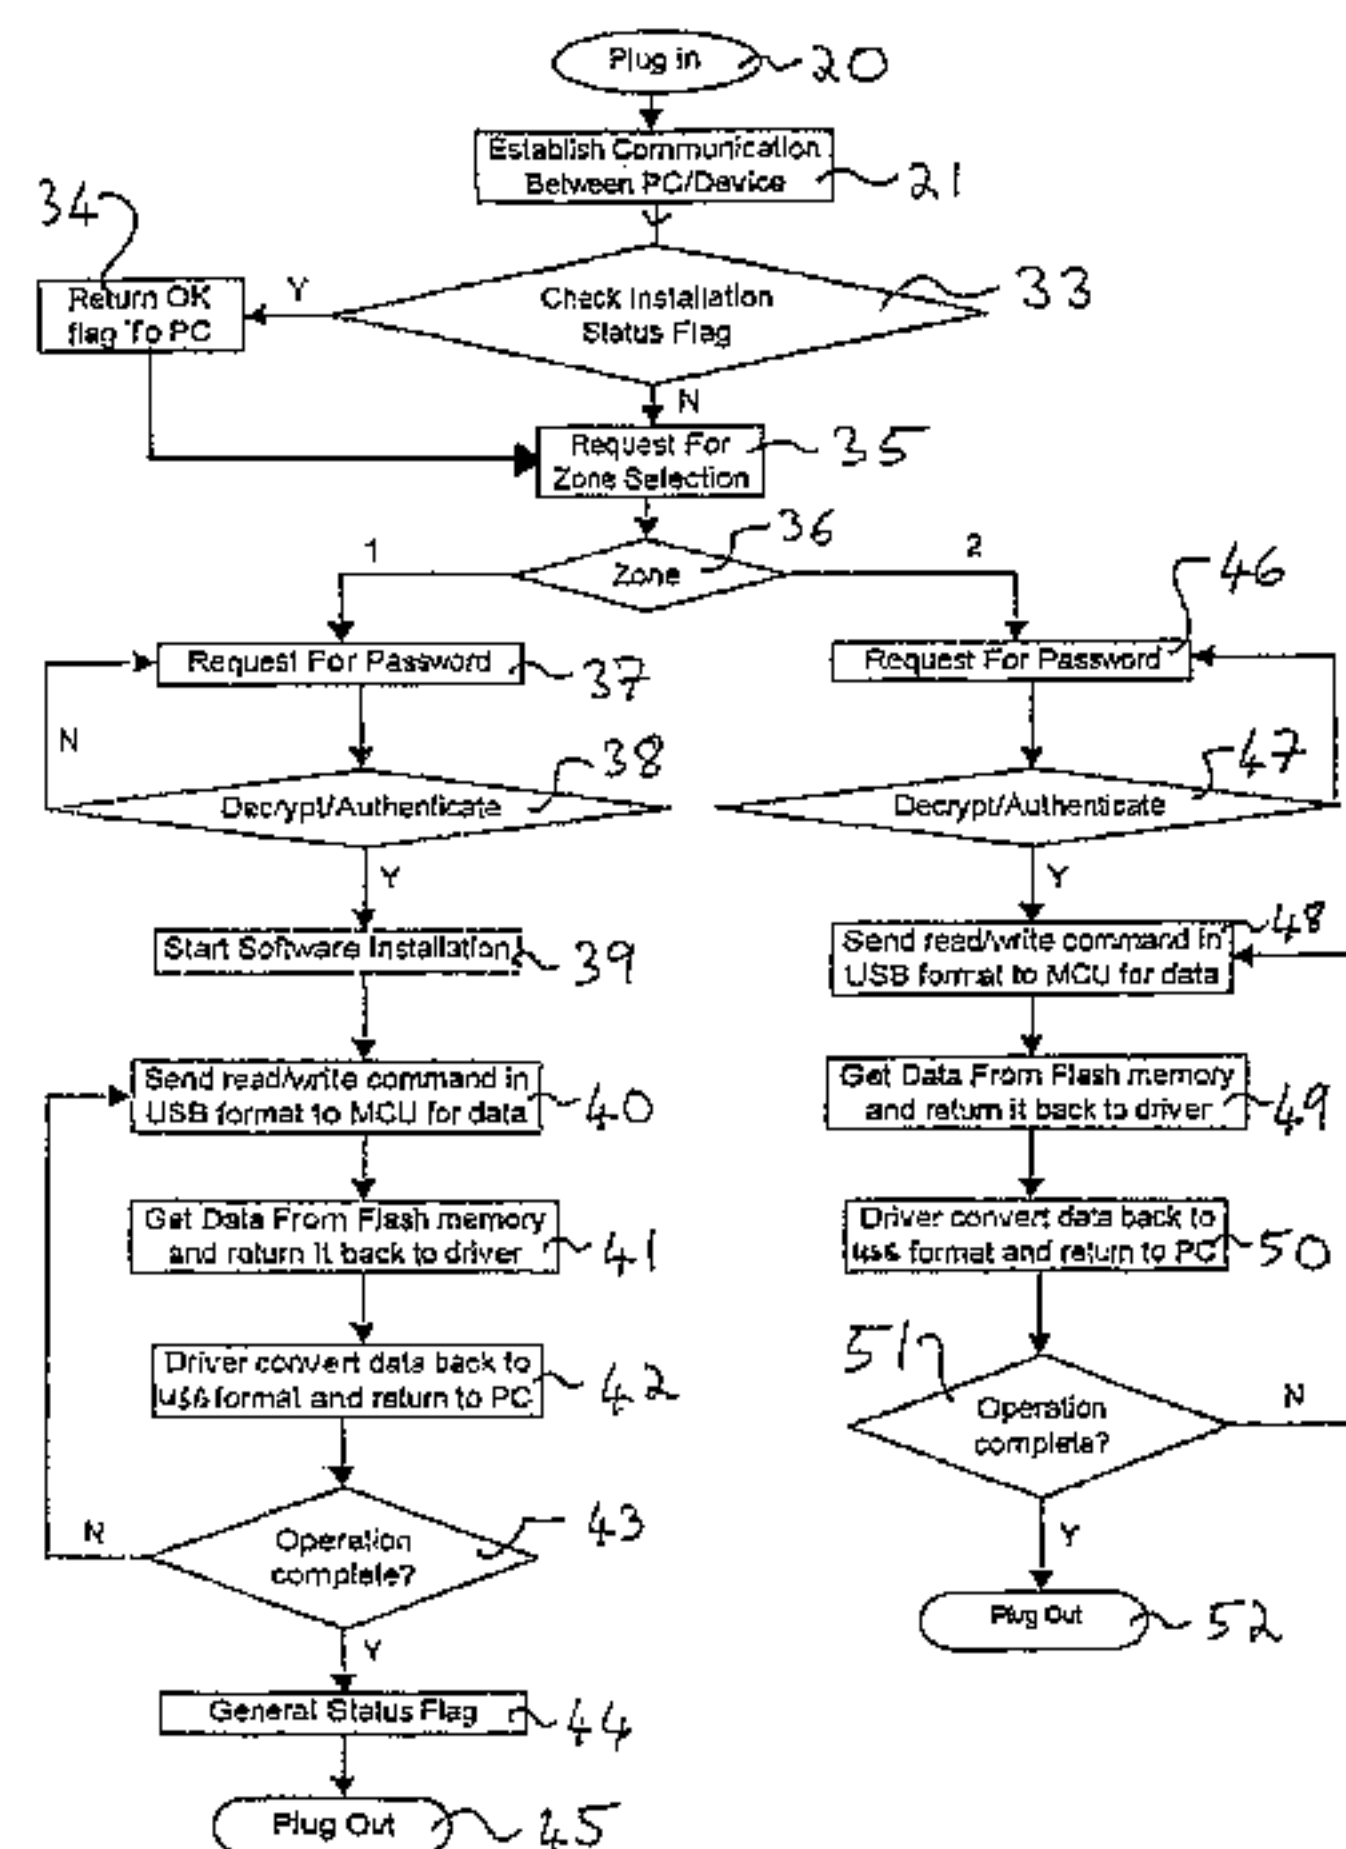 Plug in
20
Establish Communication
Between PC/Device
21
34
Return OK
flag To PC
Y
Check Installation
Status Flag
33
N
Request For
Zone Selection
35
1
Zone
36
2
Request For Password
37
Request For Password
46
N
Decrypt/Authenticate
38
Decrypt/Authenticate
47
Y
Y
Start Software Installation
39
Send read/write command in
USB format to MCU for data
48
Send read/write command in
USB format to MCU for data
40
Get Data From Flash memory
and return it back to driver
49
Get Data From Flash memory
and return it back to driver
41
Driver convert data back to
USB format and return to PC
50
Driver convert data back to
USB format and return to PC
42
51
Operation
complete?
N
Operation
complete?
43
N
Y
Plug Out
52
Y
General Status Flag
44
Plug Out
45